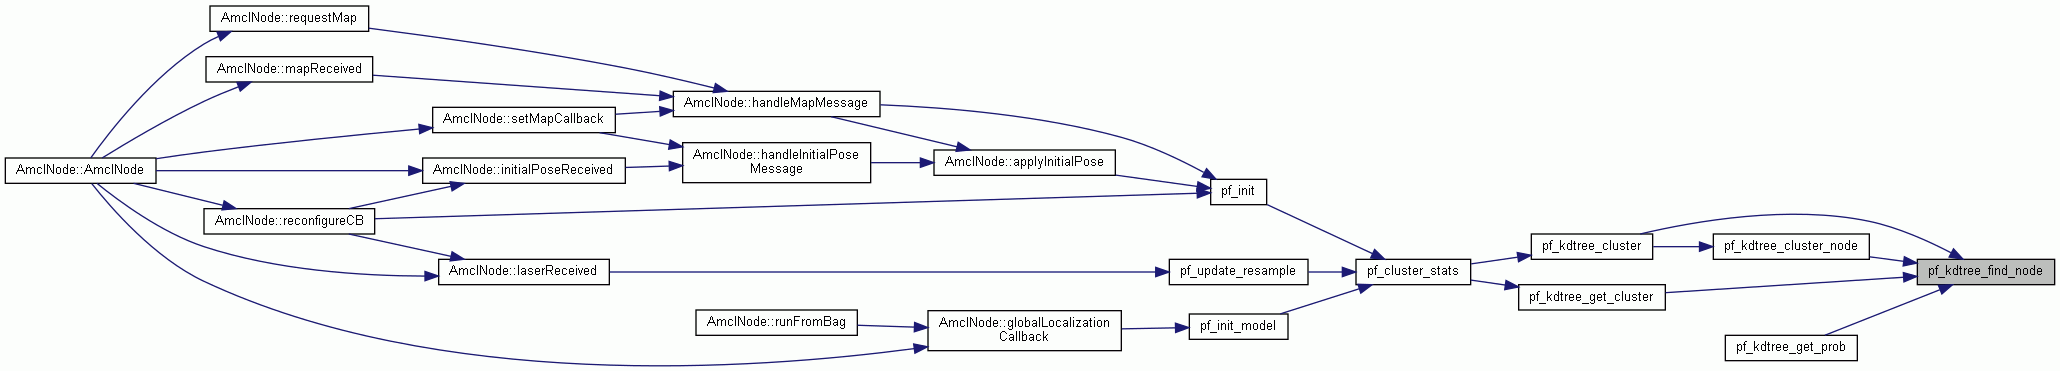 AmclNode::requestMap
AmclNode::mapReceived
AmclNode::handleMapMessage
AmclNode::setMapCallback
AmclNode::handleInitialPose
Message
AmclNode::applyInitialPose
AmclNode::AmclNode
AmclNode::initialPoseReceived
pf_init
AmclNode::reconfigureCB
pf_kdtree_cluster
pf_kdtree_cluster_node
AmclNode::laserReceived
pf_update_resample
pf_cluster_stats
pf_kdtree_find_node
pf_kdtree_get_cluster
AmclNode::runFromBag
AmclNode::globalLocalization
Callback
pf_init_model
pf_kdtree_get_prob